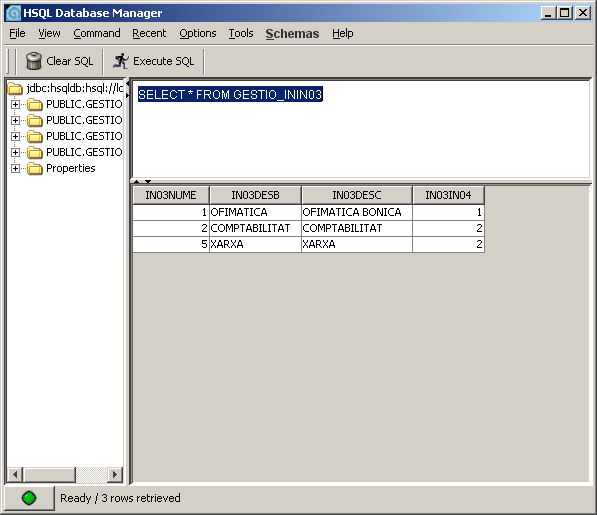 HSQL Database Manager
File View Command Recent Options Tools Schemas Help
Clear SQL Execute SQL
jdbc:hsqldb:hsql://lo
PUBLIC.GESTIO
PUBLIC.GESTIO
PUBLIC.GESTIO
PUBLIC.GESTIO
Properties
SELECT * FROM GESTIO_ININ03
IN03NUME IN03DESB IN03DESC IN03IN04
1 OFIMATICA OFIMATICA BONICA 1
2 COMPTABILITAT COMPTABILITAT 2
5 XARXA XARXA 2
Ready / 3 rows retrieved